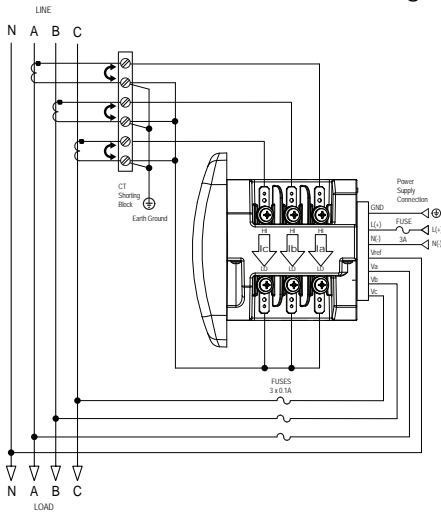 LINE
N A B C
CT
Shorting
Block
Earth Ground
Power
Supply
Connection
GND
L(+)
FUSE
L(+)
N(-)
3A
N(-)
Vref
Va
Vb
Vc
HI HI HI
Ic Ib Ia
LO LO LO
FUSES
3 x 0.1A
N A B C
LOAD